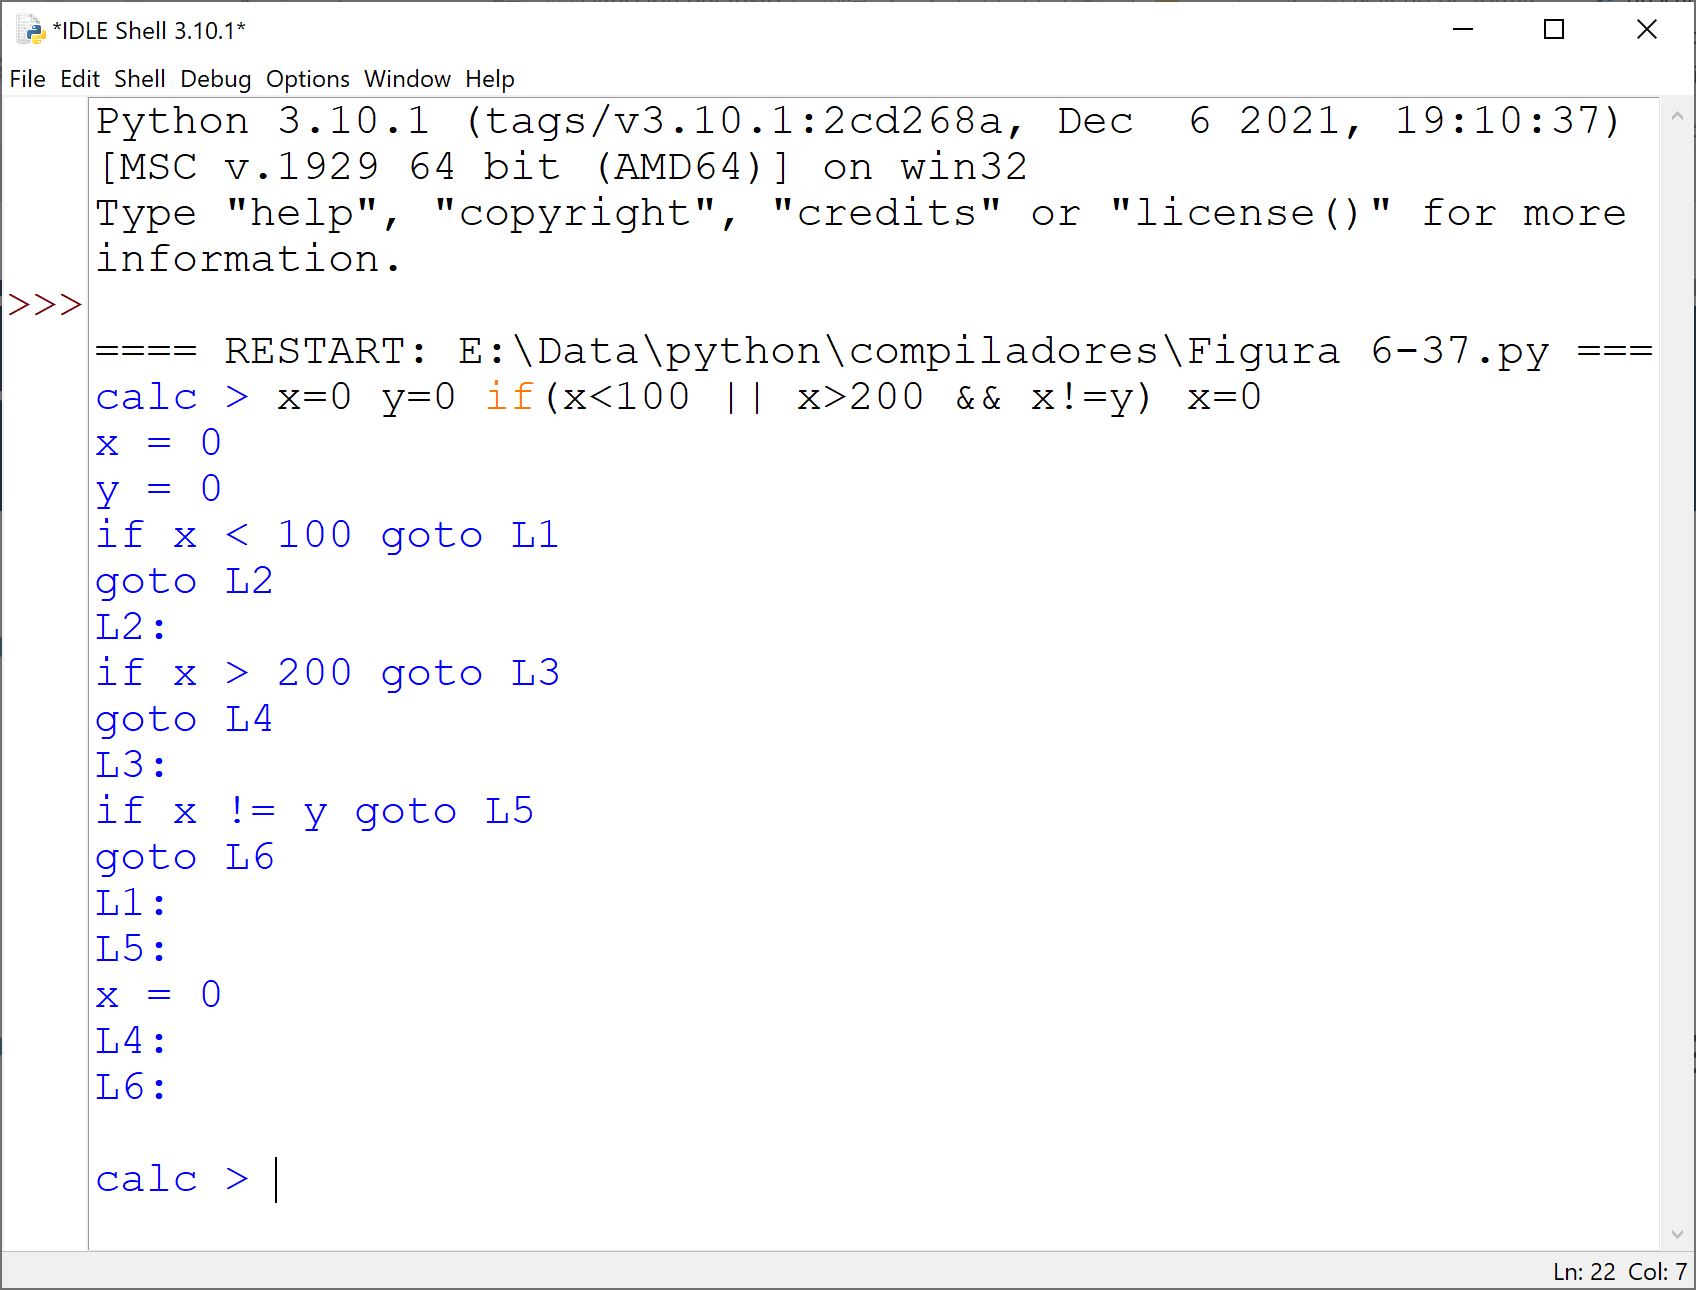 *IDLE Shell 3.10.1*
File Edit Shell Debug Options Window Help
Python 3.10.1 (tags/v3.10.1:2cd268a, Dec  6 2021, 19:10:37)
[MSC v.1929 64 bit (AMD64)] on win32
Type "help", "copyright", "credits" or "license()" for more
information.
>>>
==== RESTART: E:\Data\python\compiladores\Figura 6-37.py ===
calc > x=0 y=0 if(x<100 || x>200 && x!=y) x=0
x = 0
y = 0
if x < 100 goto L1
goto L2
L2:
if x > 200 goto L3
goto L4
L3:
if x != y goto L5
goto L6
L1:
L5:
x = 0
L4:
L6:
calc >
Ln: 22 Col: 7